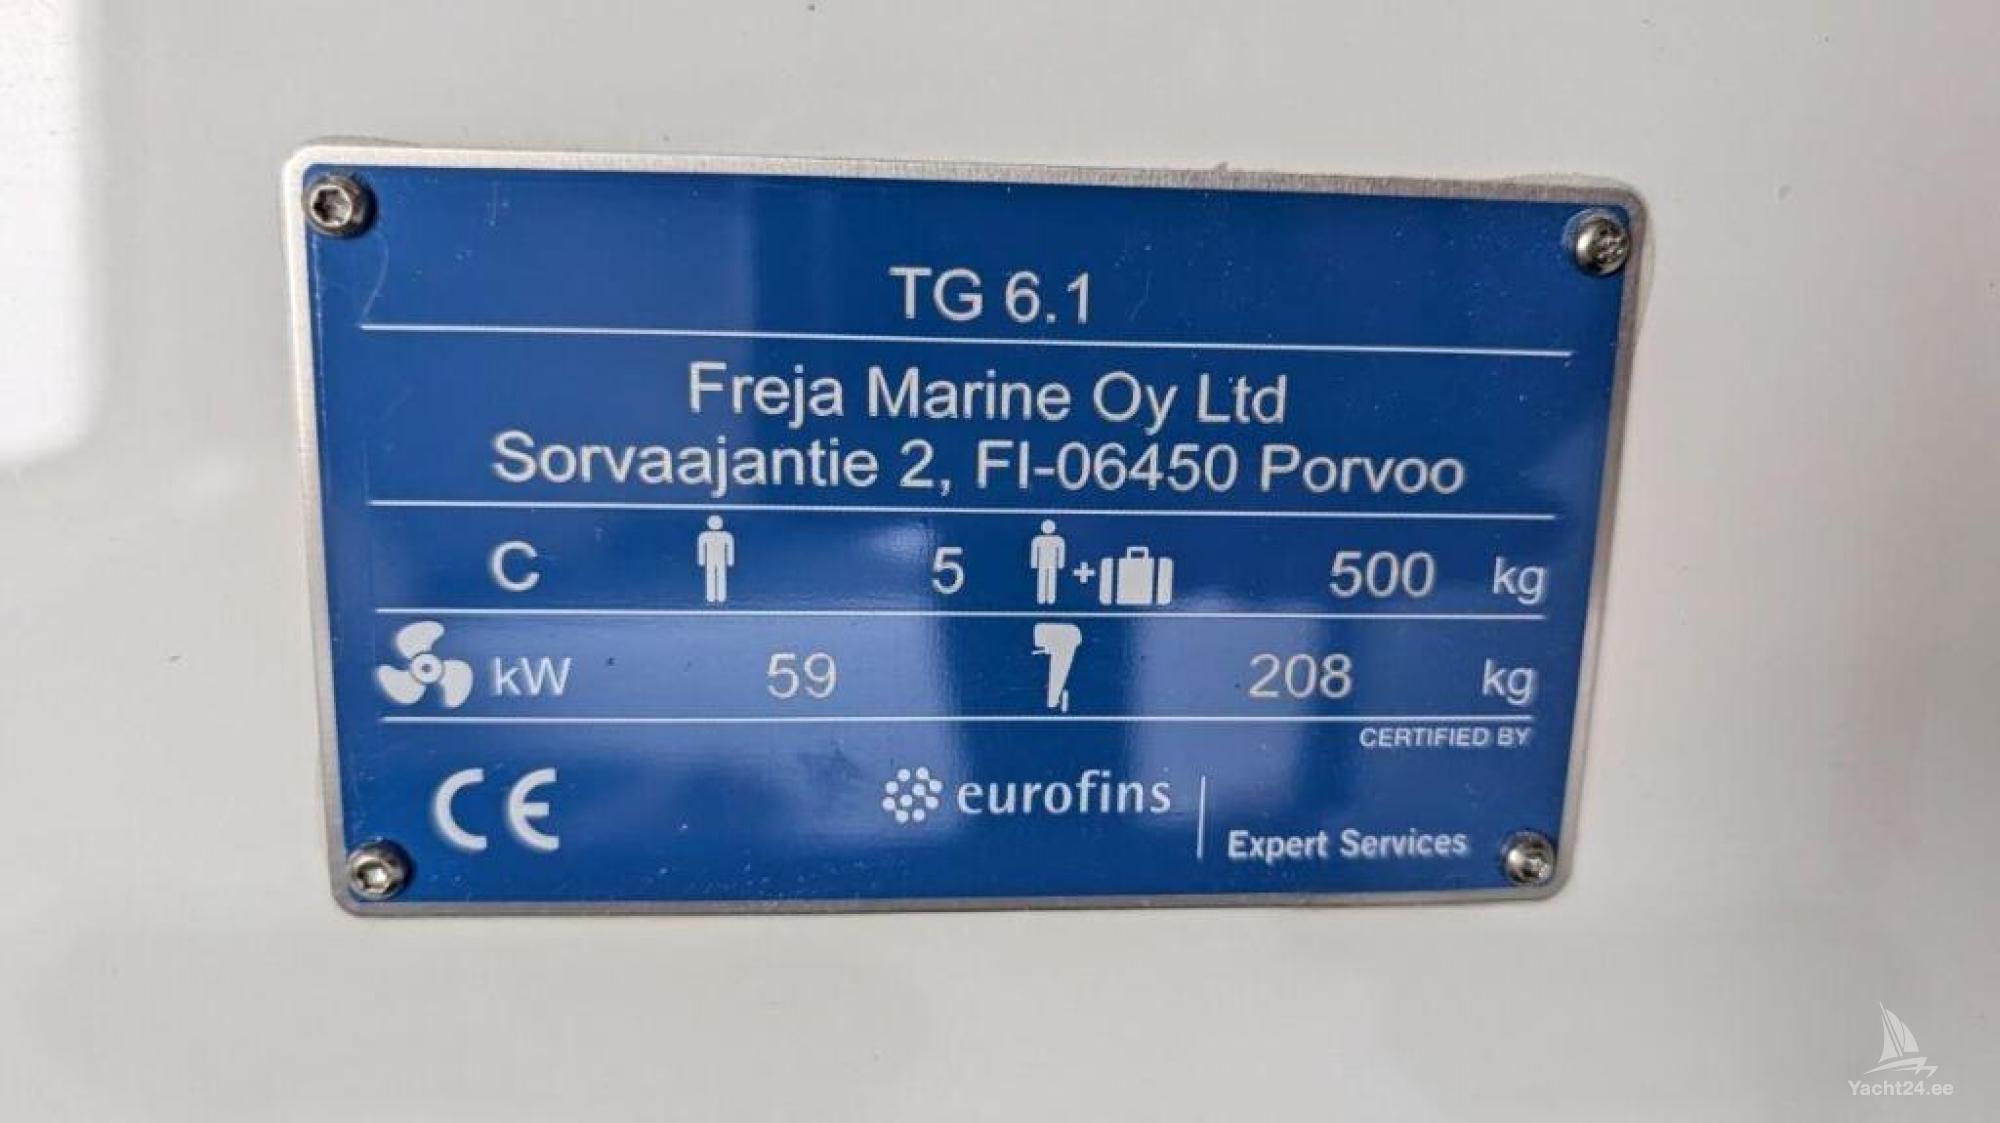 TG 6.1
Freja Marine Oy Ltd
Sorvaajantie 2, FI-06450 Porvoo
C 5 + 500 kg
kW 59 208 kg
CERTIFIED BY
CE eurofins
Expert Services
Yacht24.ee